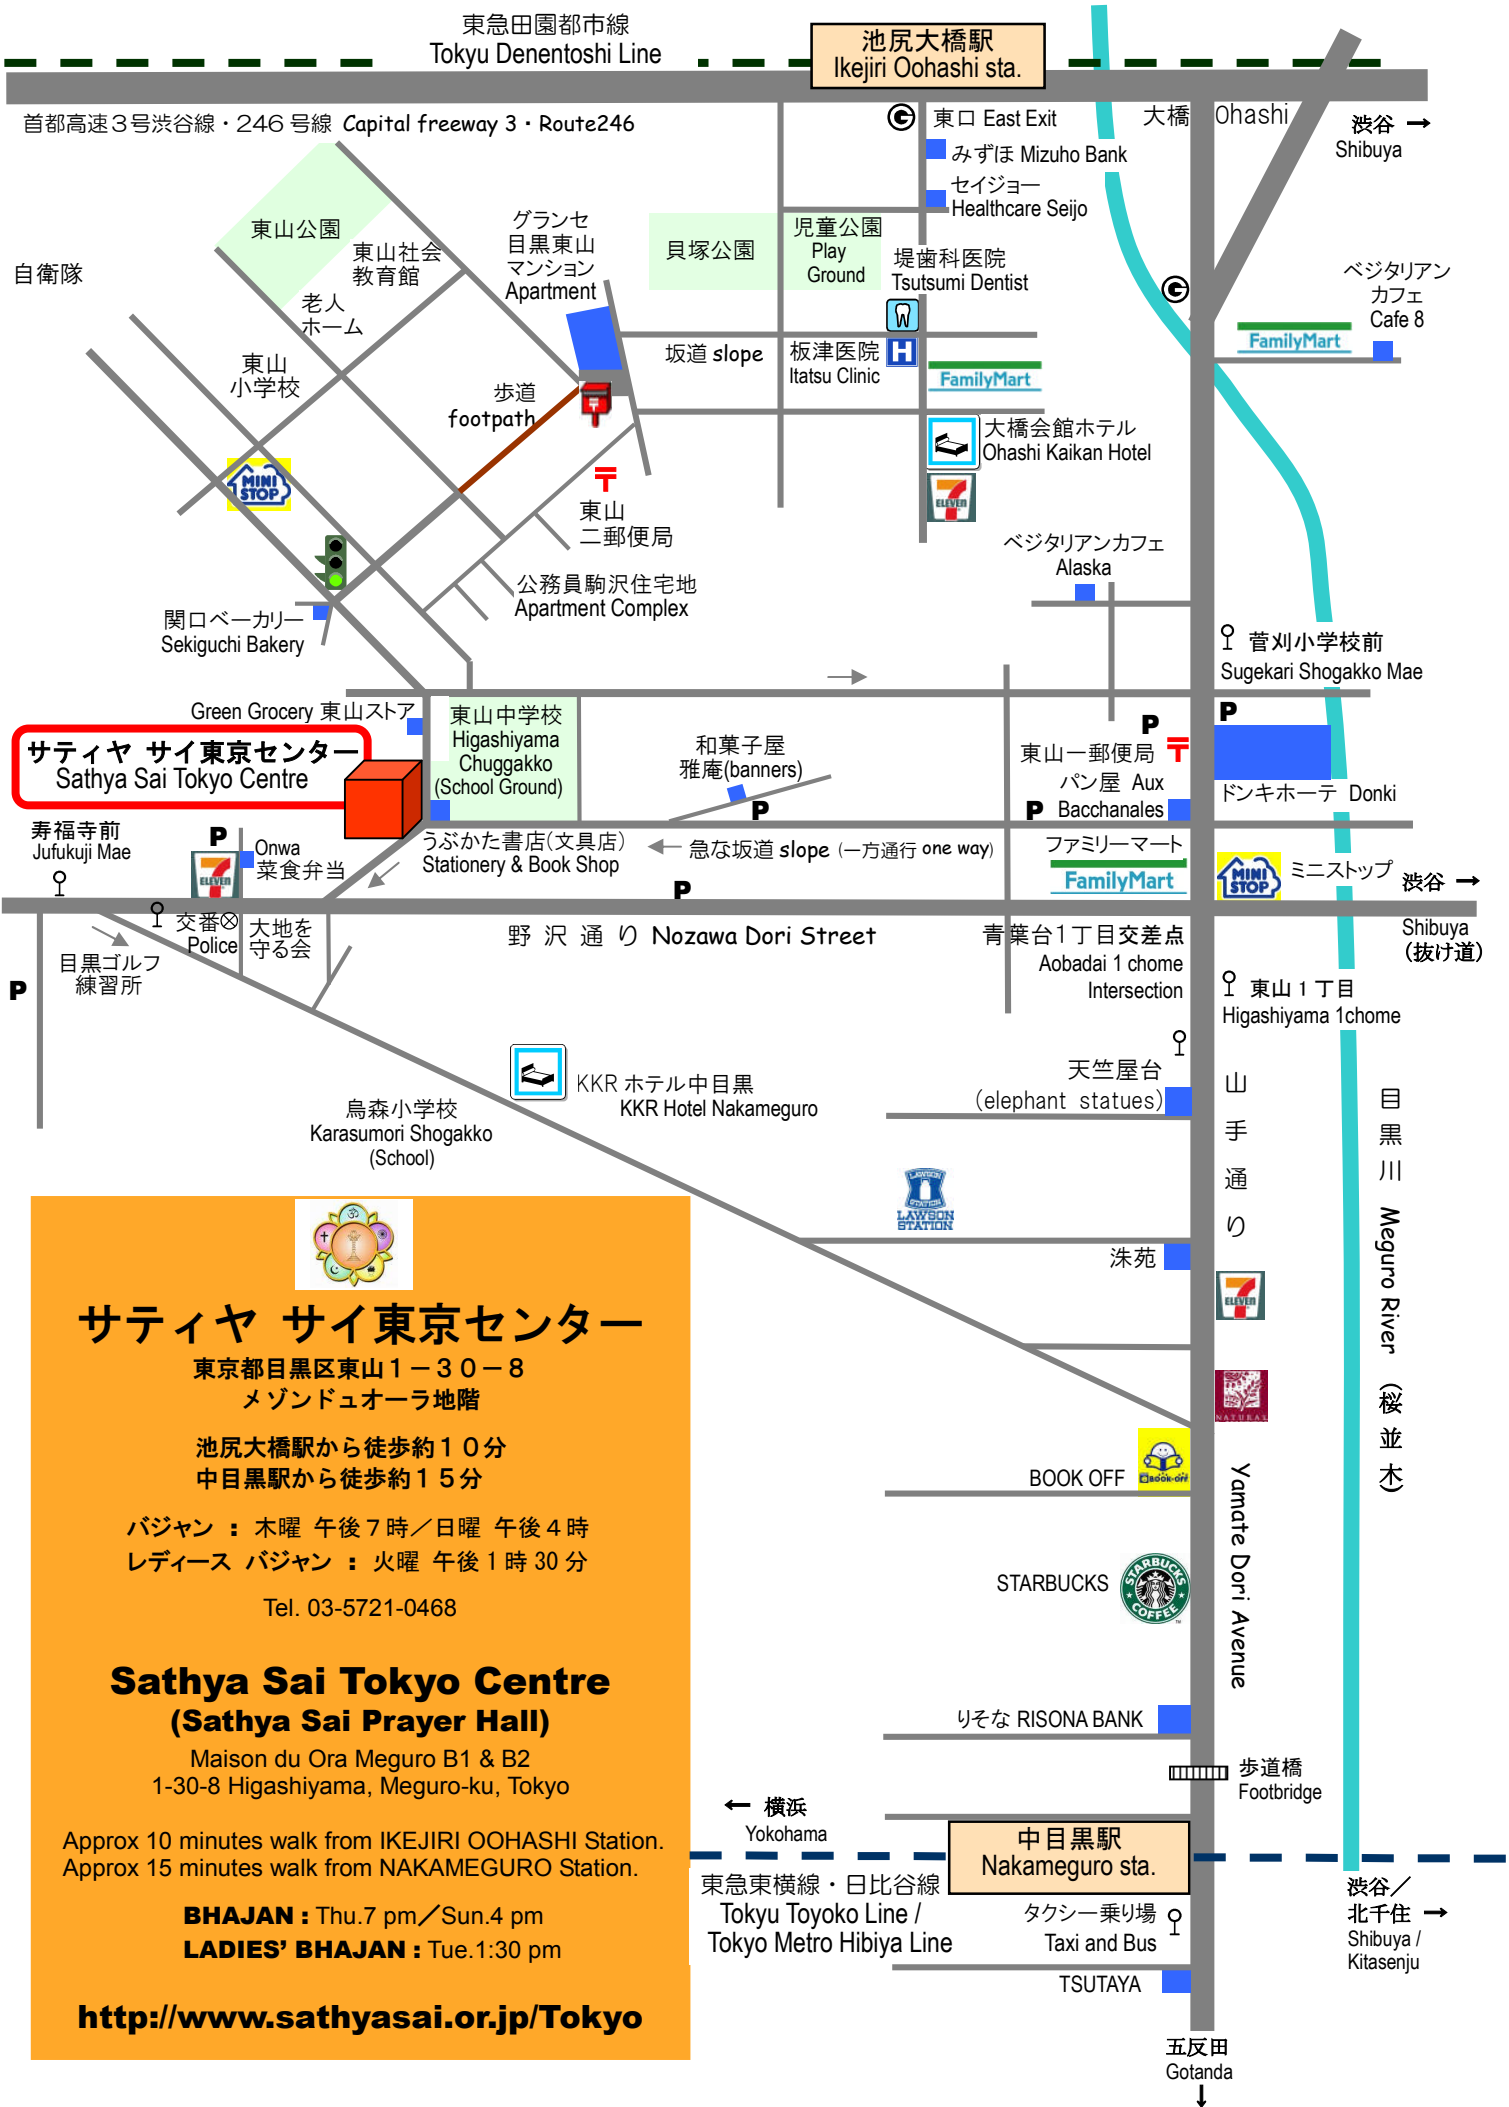 東急田園都市線
Tokyu Denentoshi Line
池尻大橋駅
Ikejiri Oohashi sta.
首都高速3号渋谷線・246号線 Capital freeway 3・Route246
東口 East Exit
大橋 Ohashi
渋谷 →
Shibuya
みずほ Mizuho Bank
セイジョー
Healthcare Seijo
東山公園
東山社会
教育館
グランセ
目黒東山
マンション
Apartment
貝塚公園
児童公園
Play
Ground
堤歯科医院
Tsutsumi Dentist
自衛隊
老人
ホーム
ベジタリアン
カフェ
Cafe 8
FamilyMart
東山
小学校
坂道 slope
板津医院
Itatsu Clinic
H
FamilyMart
歩道
footpath
大橋会館ホテル
Ohashi Kaikan Hotel
MINI
STOP
7
ELEVEN
〒
東山
二郵便局
ベジタリアンカフェ
Alaska
公務員駒沢住宅地
Apartment Complex
関口ベーカリー
Sekiguchi Bakery
菅刈小学校前
Sugekari Shogakko Mae
Green Grocery 東山ストア
東山中学校
Higashiyama
Chuggakko
(School Ground)
サティヤ サイ東京センター
Sathya Sai Tokyo Centre
和菓子屋
雅庵(banners)
P
P
P
東山一郵便局 〒
パン屋 Aux
Bacchanales
P
ドンキホーテ Donki
寿福寺前
Jufukuji Mae
P
Onwa
菜食弁当
7
ELEVEN
うぶかた書店(文具店)
Stationery & Book Shop
← 急な坂道 slope (一方通行 one way)
ファミリーマート
FamilyMart
MINI
STOP
ミニストップ
渋谷 →
Shibuya
(抜け道)
P
交番⊗
Police
大地を
守る会
野沢通り Nozawa Dori Street
青葉台1丁目交差点
Aobadai 1 chome
Intersection
目黒ゴルフ
練習所
P
東山1丁目
Higashiyama 1chome
天竺屋台
(elephant statues)
KKR ホテル中目黒
KKR Hotel Nakameguro
烏森小学校
Karasumori Shogakko
(School)
山手通り
目黒川 Meguro River (桜並木)
LAWSON
STATION
洙苑
7
ELEVEN
NATURAL
BOOK OFF
BOOK-OFF
Yamate Dori Avenue
STARBUCKS
STARBUCKS
COFFEE
りそな RISONA BANK
歩道橋
Footbridge
← 横浜
Yokohama
中目黒駅
Nakameguro sta.
東急東横線・日比谷線
Tokyu Toyoko Line /
Tokyo Metro Hibiya Line
タクシー乗り場
Taxi and Bus
渋谷/
北千住 →
Shibuya /
Kitasenju
TSUTAYA
五反田
Gotanda
↓
サティヤ サイ東京センター
東京都目黒区東山1-30-8
メゾンドュオーラ地階
池尻大橋駅から徒歩約10分
中目黒駅から徒歩約15分
バジャン : 木曜 午後7時/日曜 午後4時
レディース バジャン : 火曜 午後1時30分
Tel. 03-5721-0468
Sathya Sai Tokyo Centre
(Sathya Sai Prayer Hall)
Maison du Ora Meguro B1 & B2
1-30-8 Higashiyama, Meguro-ku, Tokyo
Approx 10 minutes walk from IKEJIRI OOHASHI Station.
Approx 15 minutes walk from NAKAMEGURO Station.
BHAJAN : Thu.7 pm/Sun.4 pm
LADIES' BHAJAN : Tue.1:30 pm
http://www.sathyasai.or.jp/Tokyo